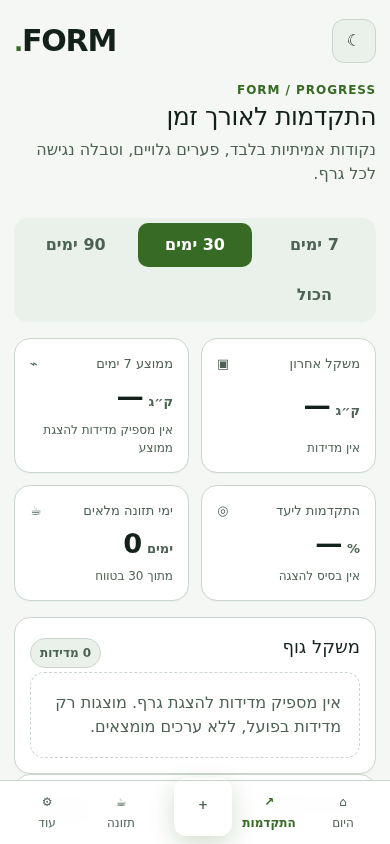 FORM.
FORM / PROGRESS
התקדמות לאורך זמן
נקודות אמיתיות בלבד, פערים גלויים, וטבלה נגישה
לכל גרף.
7 ימים
30 ימים
90 ימים
הכול
משקל אחרון
— ק״ג
אין מדידות
ממוצע 7 ימים
— ק״ג
אין מספיק מדידות להצגת
ממוצע
התקדמות ליעד
— %
אין בסיס להצגה
ימי תזונה מלאים
0 ימים
מתוך 30 בטווח
משקל גוף
0 מדידות
אין מספיק מדידות להצגת גרף. מוצגות רק
מדידות בפועל, ללא ערכים מומצאים.
היום
התקדמות
+
תזונה
עוד